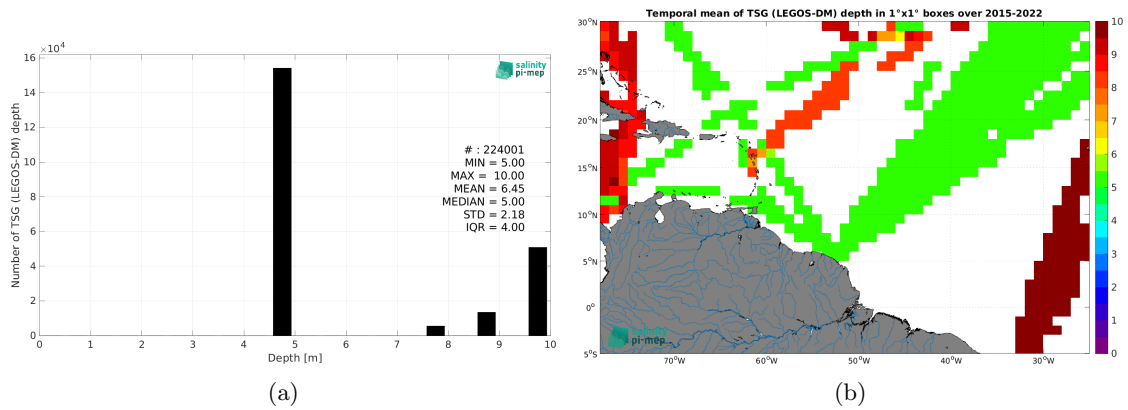 ×10⁴
16
14
12
10
8
6
4
2
0
Number of TSG (LEGOS-DM) depth
salinity
pi-mep
# : 224001
MIN = 5.00
MAX = 10.00
MEAN = 6.45
MEDIAN = 5.00
STD = 2.18
IQR = 4.00
0 1 2 3 4 5 6 7 8 9 10
Depth [m]
(a)
Temporal mean of TSG (LEGOS-DM) depth in 1°x1° boxes over 2015-2022
30°N
25°N
20°N
15°N
10°N
5°N
0°
5°S
70°W 60°W 50°W 40°W 30°W
salinity
pi-mep
10
9
8
7
6
5
4
3
2
1
0
(b)